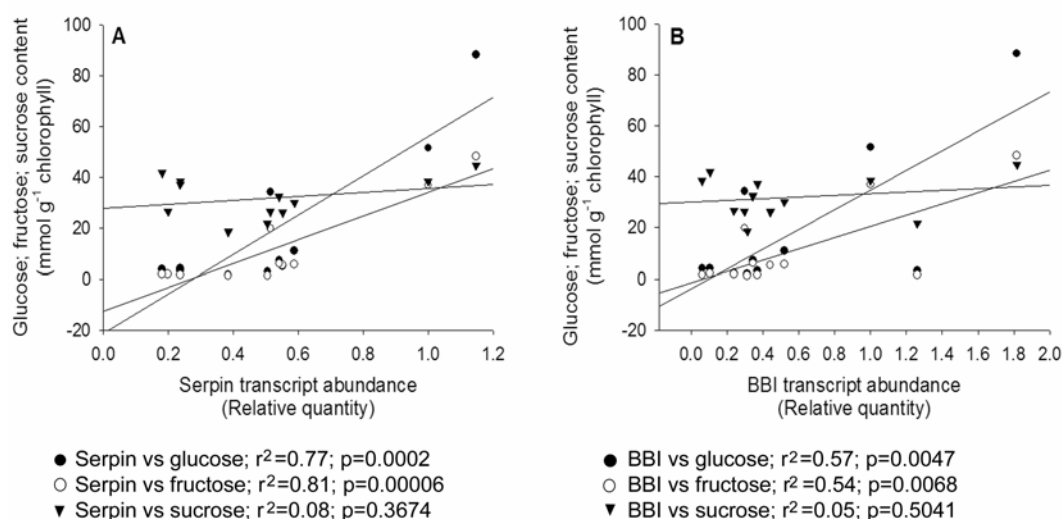 A
Glucose; fructose; sucrose content
(mmol g⁻¹ chlorophyll)
100
80
60
40
20
0
-20
0.0 0.2 0.4 0.6 0.8 1.0 1.2
Serpin transcript abundance
(Relative quantity)
● Serpin vs glucose; r²=0.77; p=0.0002
○ Serpin vs fructose; r²=0.81; p=0.00006
▼ Serpin vs sucrose; r²=0.08; p=0.3674
B
Glucose; fructose; sucrose content
(mmol g⁻¹ chlorophyll)
100
80
60
40
20
0
-20
0.0 0.2 0.4 0.6 0.8 1.0 1.2 1.4 1.6 1.8 2.0
BBI transcript abundance
(Relative quantity)
● BBI vs glucose; r²=0.57; p=0.0047
○ BBI vs fructose; r²=0.54; p=0.0068
▼ BBI vs sucrose; r²=0.05; p=0.5041